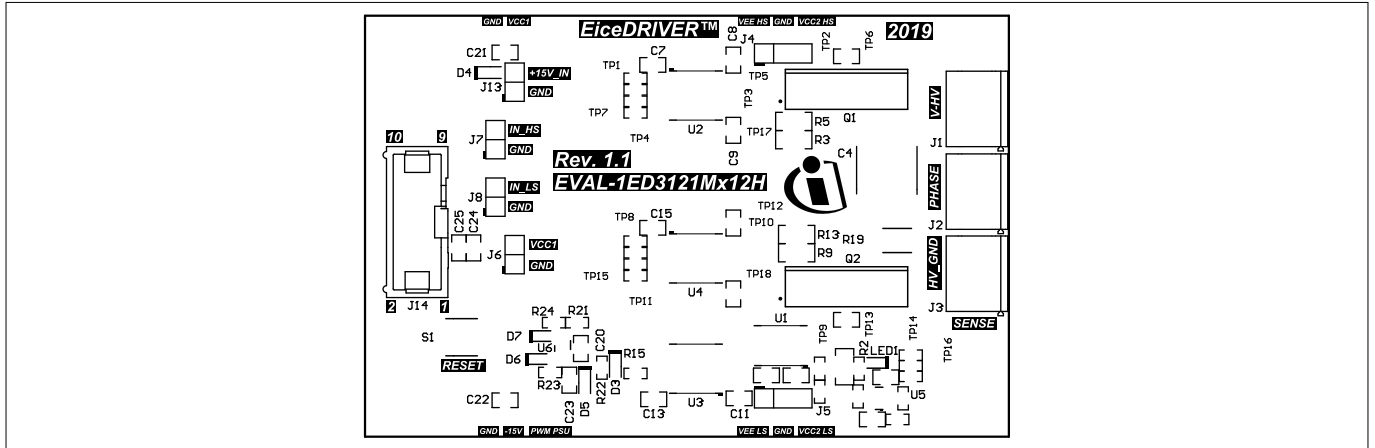 GND VCC1
VEE HS GND VCC2 HS
EiceDRIVER™
2019
C21
C7
C8
J4
TP2
TP6
D4
+15V_IN
J13
GND
TP1
TP5
TP3
TP7
TP4
U2
C9
TP17
R5
R3
Q1
C4
V-HV
J1
10 9
J7
IN_HS
GND
Rev. 1.1
EVAL-1ED3121Mx12H
J8
IN_LS
GND
PHASE
J2
C25
C24
TP8
C15
TP12
TP10
R13
R9
R19
J6
VCC1
GND
TP15
TP11
U4
TP18
Q2
HV_GND
J3
SENSE
2 1
J14
S1
RESET
R24
R21
D7
U6
D6
R23
C20
C23
D5
R22
D3
R15
U1
TP9
TP13
R2
LED1
TP14
TP16
U5
C22
C13
U3
C11
J5
GND -15V PWM PSU
VEE LS GND VCC2 LS